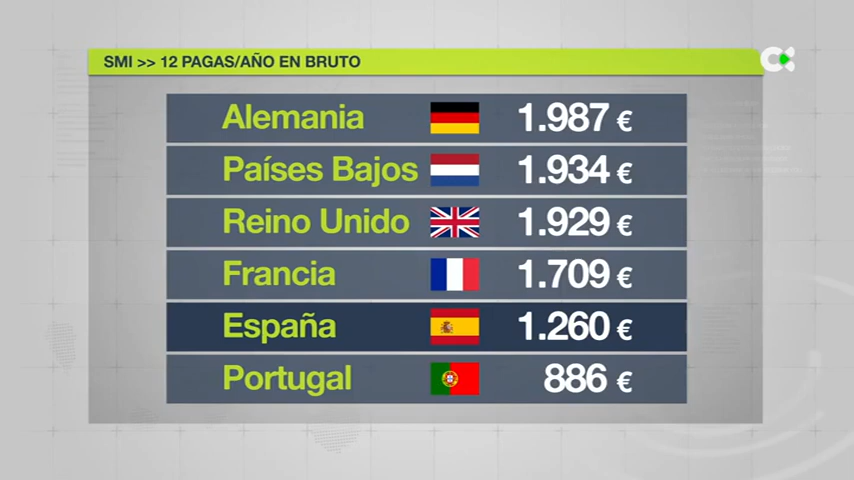 SMI >> 12 PAGAS/AÑO EN BRUTO
Alemania 1.987 €
Países Bajos 1.934 €
Reino Unido 1.929 €
Francia 1.709 €
España 1.260 €
Portugal 886 €